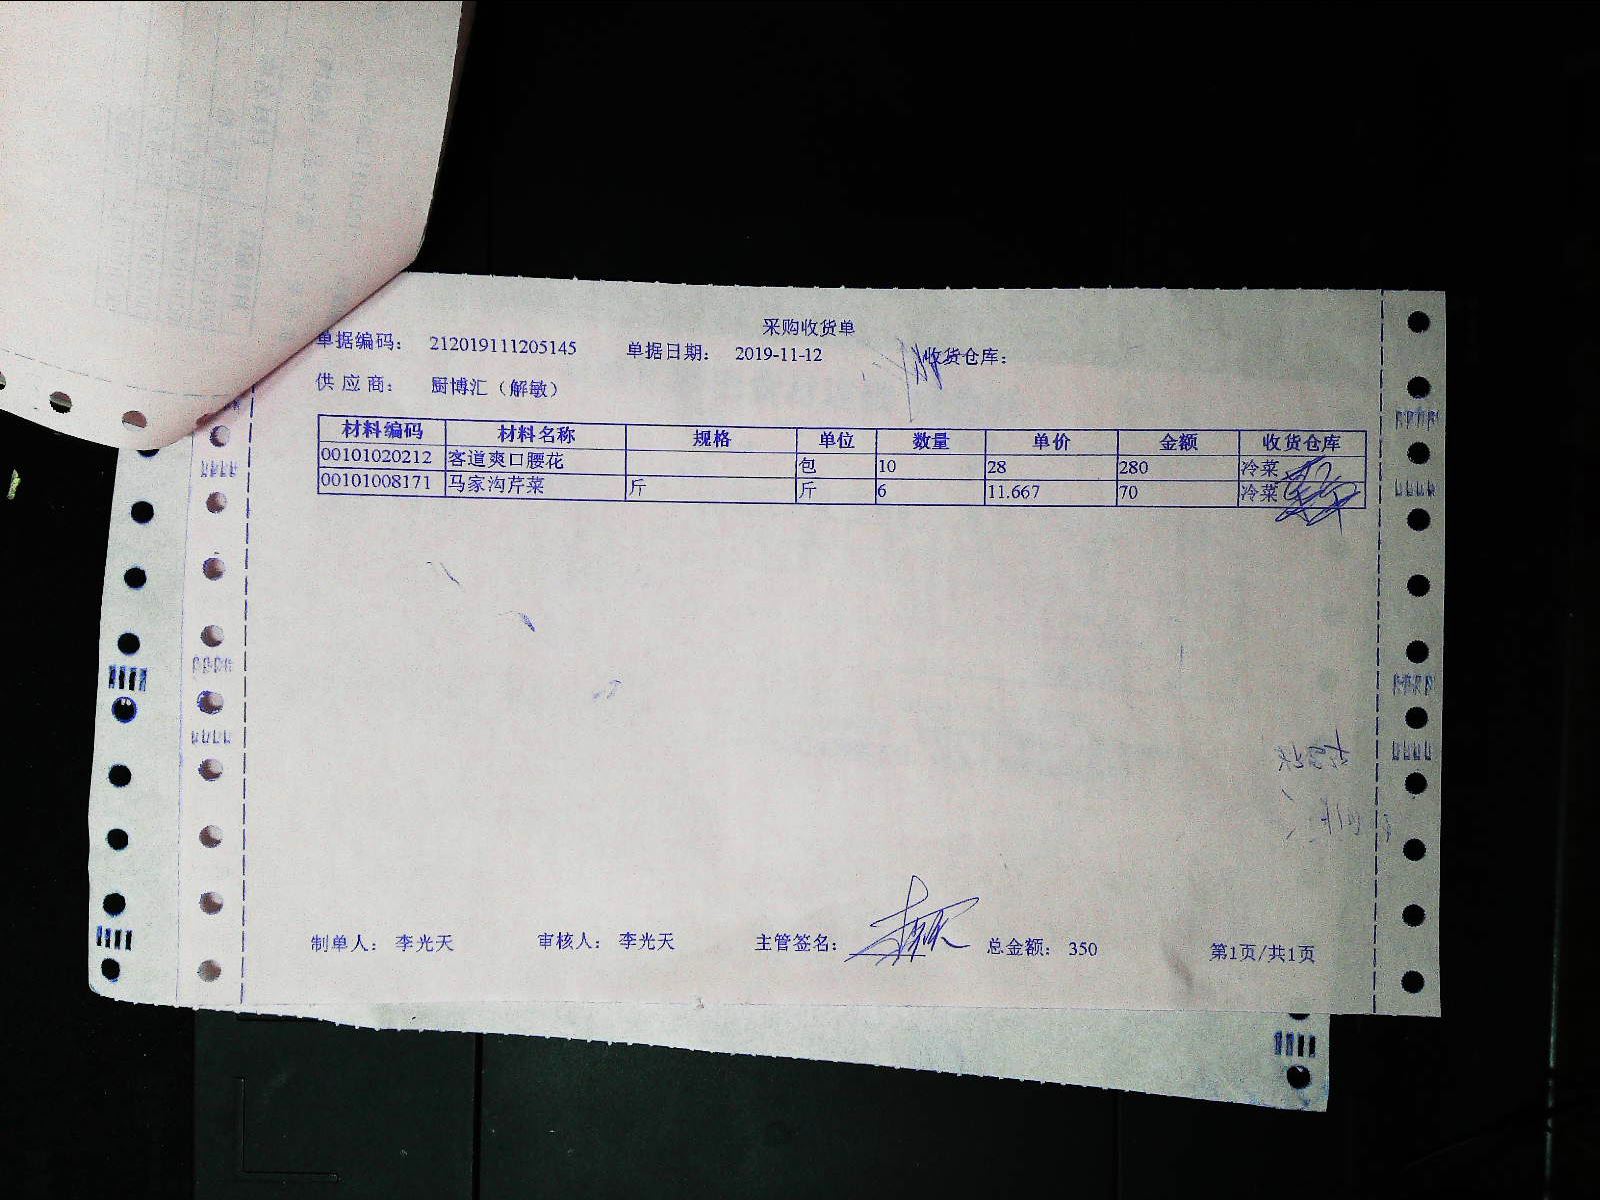 采购收货单
单据编码： 212019111205145 单据日期： 2019-11-12 收货仓库：
供应商： 厨博汇（解敏）
材料编码 材料名称 规格 单位 数量 单价 金额 收货仓库
00101020212 客道爽口腰花 包 10 28 280 冷菜
00101008171 马家沟芹菜 斤 斤 6 11.667 70 冷菜
制单人： 李光天 审核人： 李光天 主管签名： 总金额： 350 第1页/共1页